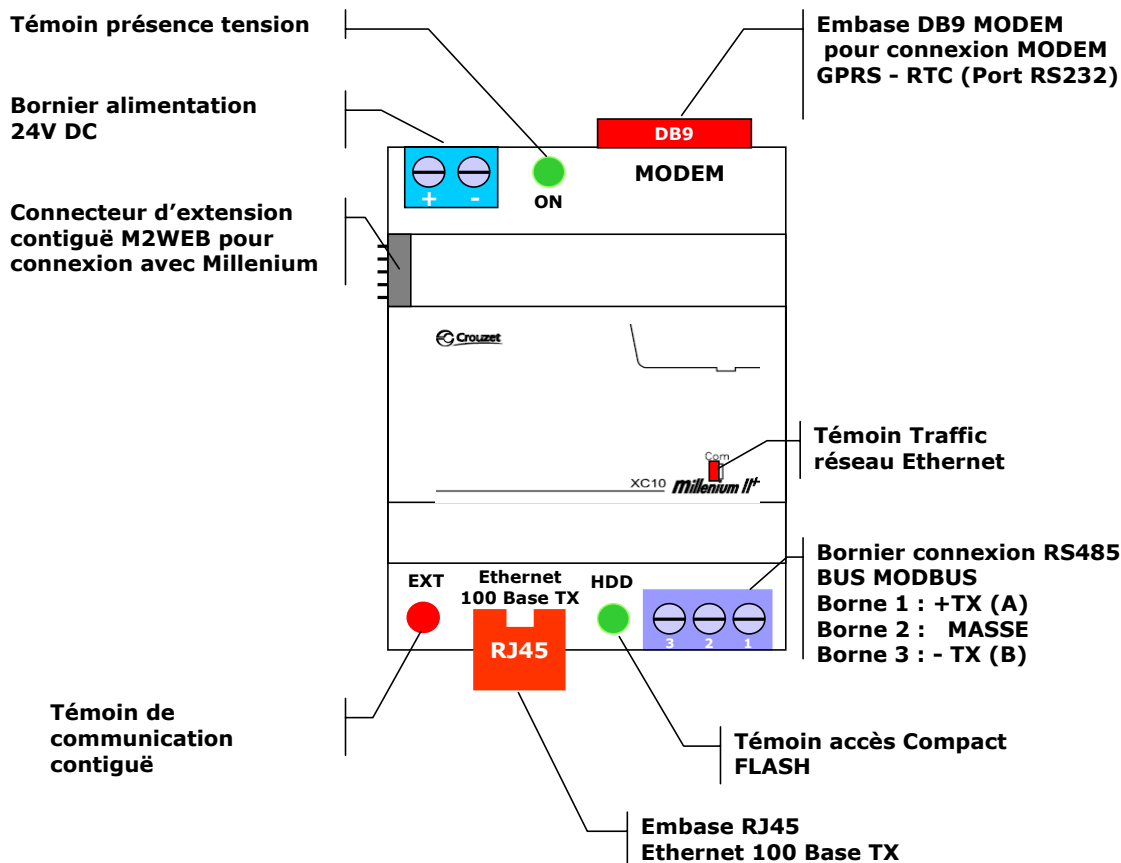 Témoin présence tension
Embase DB9 MODEM
pour connexion MODEM
GPRS - RTC (Port RS232)
Bornier alimentation
24V DC
DB9
MODEM
+ -
ON
Connecteur d’extension
contiguë M2WEB pour
connexion avec Millenium
Crouzet
Témoin Traffic
réseau Ethernet
Com
XC10 Millenium II+
Bornier connexion RS485
BUS MODBUS
Borne 1 : +TX (A)
Borne 2 : MASSE
Borne 3 : - TX (B)
EXT
Ethernet
100 Base TX
HDD
RJ45
3 2 1
Témoin de
communication
contiguë
Témoin accès Compact
FLASH
Embase RJ45
Ethernet 100 Base TX